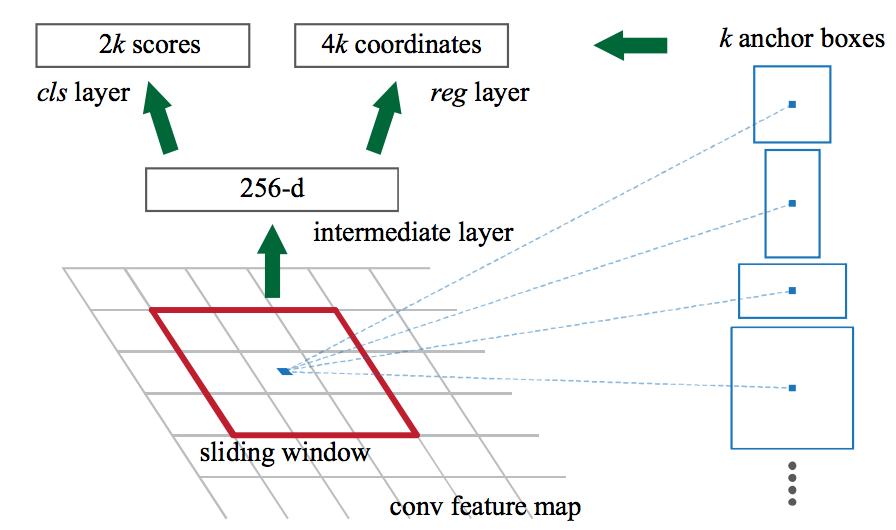 2k scores
4k coordinates
k anchor boxes
cls layer
reg layer
256-d
intermediate layer
sliding window
conv feature map